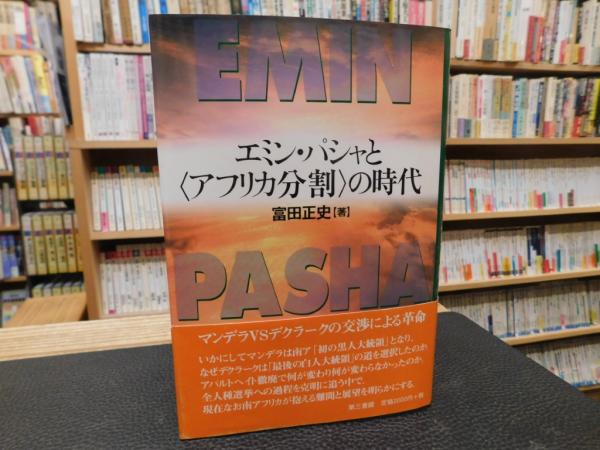 EMIN
エミン・パシャと
〈アフリカ分割〉の時代
富田正史[著]
PASHA
マンデラVSデクラークの交渉による革命
いかにしてマンデラは南ア「初の黒人大統領」となり、
なぜデクラークは「最後の白人大統領」の道を選択したのか。
アパルトヘイト撤廃で何が変わり何が変わらなかったのか。
全人種選挙への過程を克明に追う中で、
現在なお南アフリカが抱える難問と展望を明らかにする。
第三書館 定価2000円+税